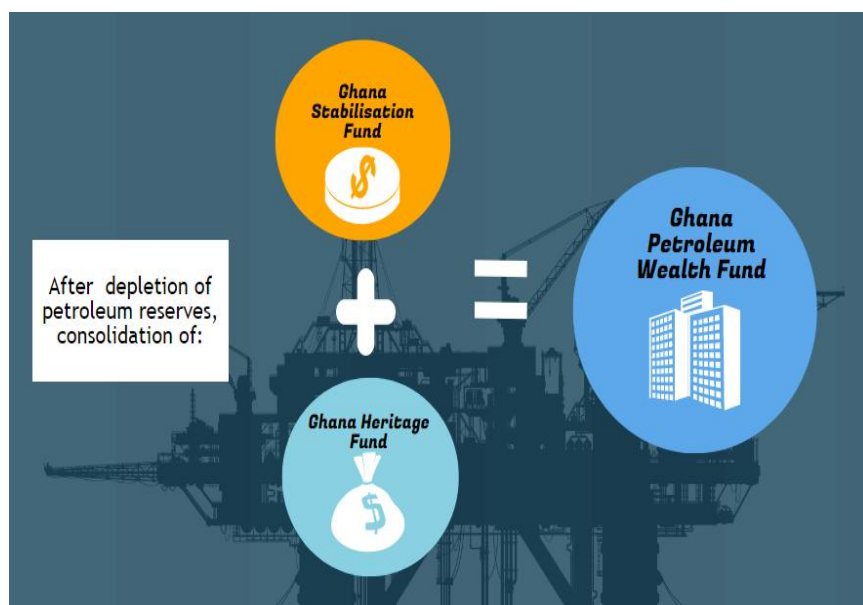 After depletion of
petroleum reserves,
consolidation of:
Ghana
Stabilisation
Fund
$
+
Ghana Heritage
Fund
$
=
Ghana
Petroleum
Wealth Fund